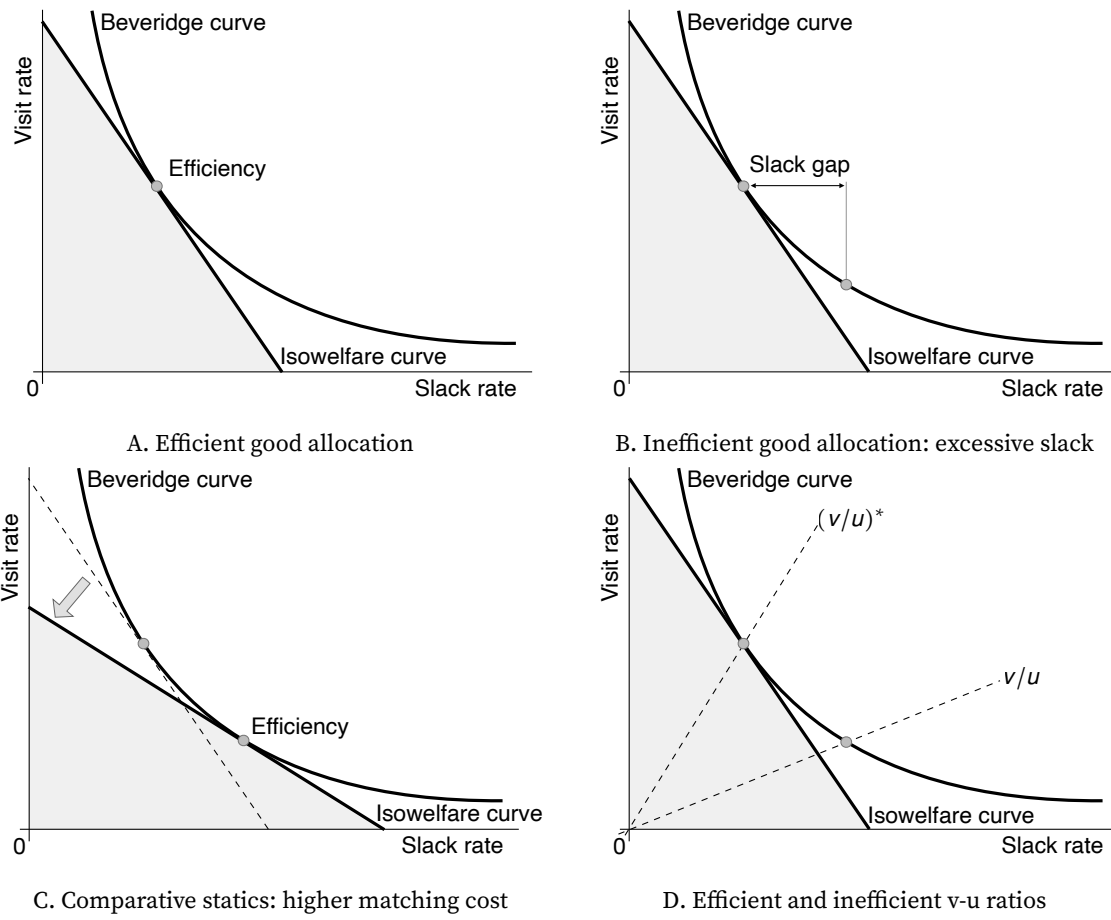 Beveridge curve
Visit rate
Efficiency
Isowelfare curve
0
Slack rate
A. Efficient good allocation
Beveridge curve
Visit rate
Slack gap
Isowelfare curve
0
Slack rate
B. Inefficient good allocation: excessive slack
Beveridge curve
Visit rate
Efficiency
Isowelfare curve
0
Slack rate
C. Comparative statics: higher matching cost
Beveridge curve
(v/u)*
Visit rate
v/u
Isowelfare curve
0
Slack rate
D. Efficient and inefficient v-u ratios